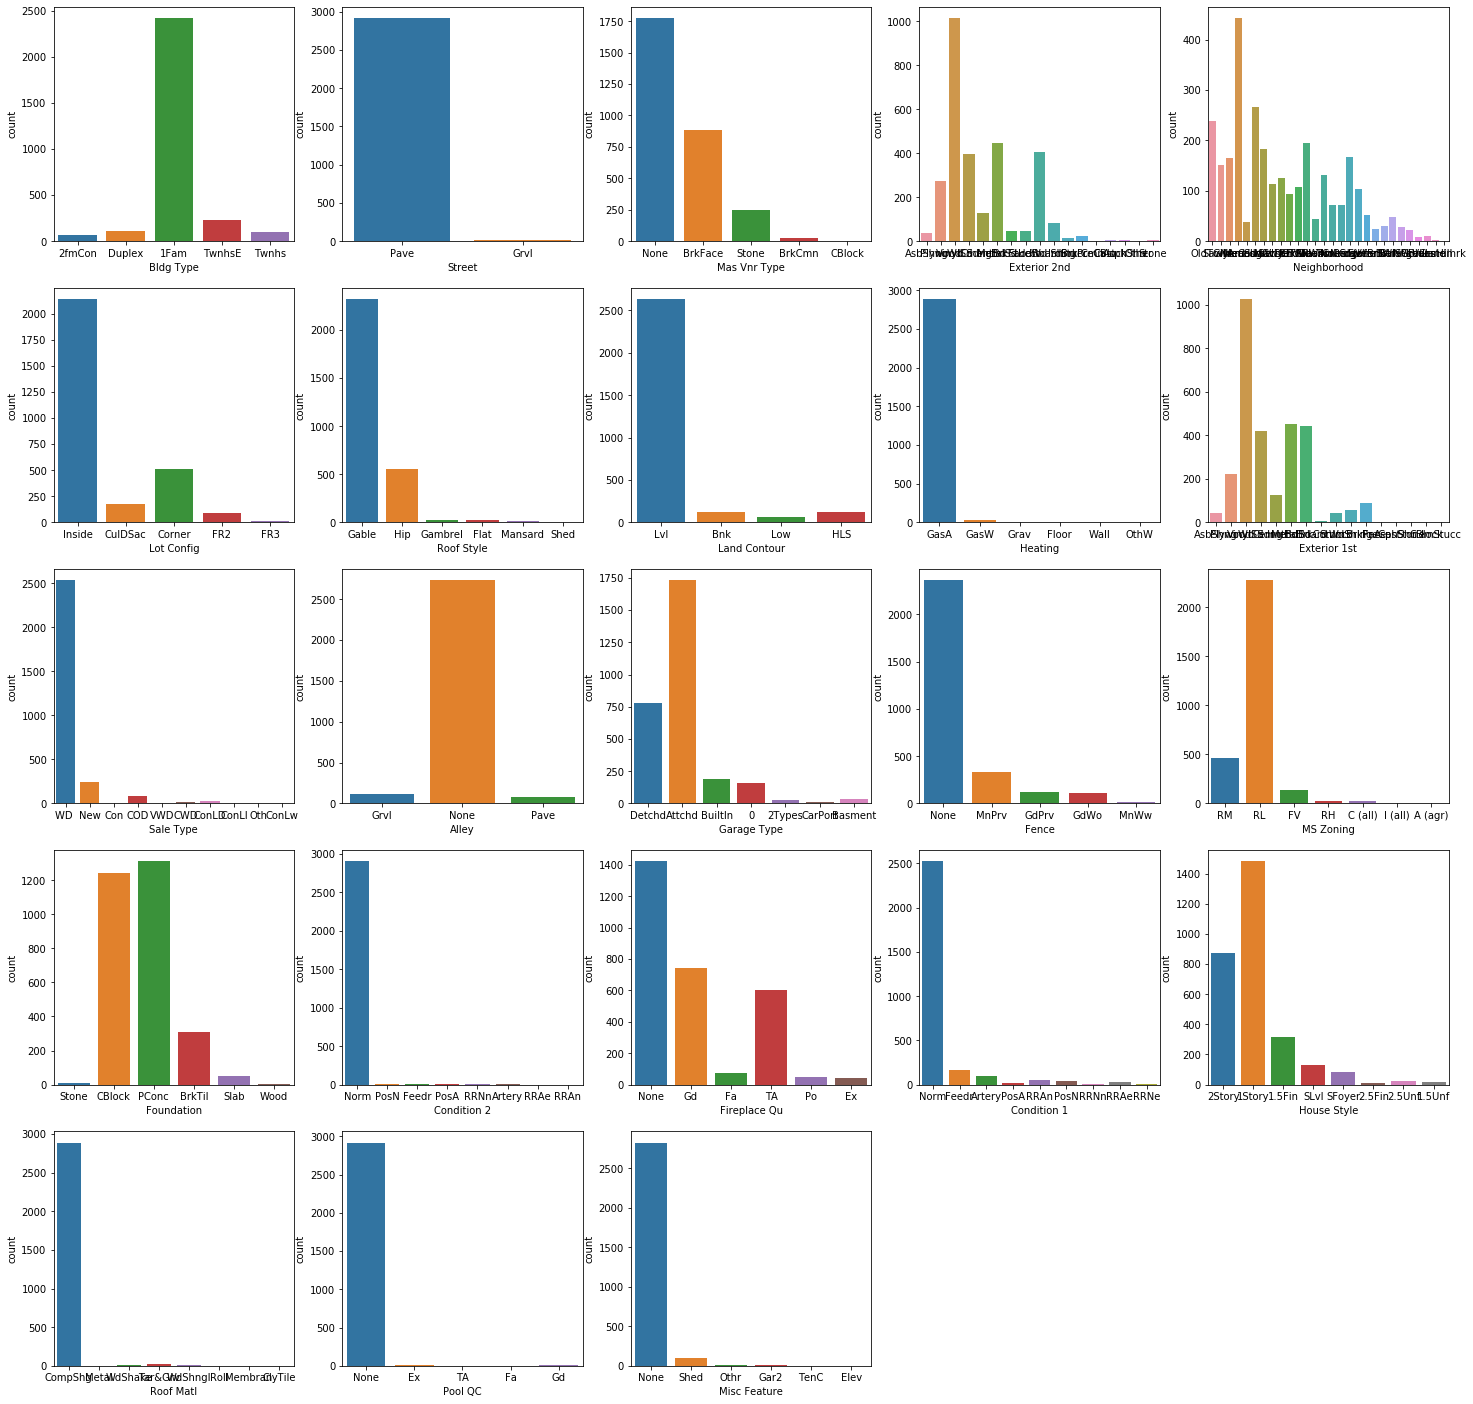 2500
2000
1500
1000
500
0
count
2fmCon Duplex 1Fam TwnhsE Twnhs
Bldg Type
3000
2500
2000
1500
1000
500
0
count
Pave Grvl
Street
1750
1500
1250
1000
750
500
250
0
count
None BrkFace Stone BrkCmn CBlock
Mas Vnr Type
1000
800
600
400
200
0
count
Exterior 2nd
400
300
200
100
0
count
Neighborhood
2000
1750
1500
1250
1000
750
500
250
0
count
Inside CulDSac Corner FR2 FR3
Lot Config
2000
1500
1000
500
0
count
Gable Hip Gambrel Flat Mansard Shed
Roof Style
2500
2000
1500
1000
500
0
count
Lvl Bnk Low HLS
Land Contour
3000
2500
2000
1500
1000
500
0
count
GasA GasW Grav Floor Wall OthW
Heating
1000
800
600
400
200
0
count
Exterior 1st
2500
2000
1500
1000
500
0
count
WD New Con COD VWD CWD ConLD ConLI Oth ConLw
Sale Type
2500
2000
1500
1000
500
0
count
Grvl None Pave
Alley
1750
1500
1250
1000
750
500
250
0
count
Detchd Attchd BuiltIn 0 2Types CarPort Basment
Garage Type
2000
1500
1000
500
0
count
None MnPrv GdPrv GdWo MnWw
Fence
2000
1500
1000
500
0
count
RM RL FV RH C (all) I (all) A (agr)
MS Zoning
1200
1000
800
600
400
200
0
count
Stone CBlock PConc BrkTil Slab Wood
Foundation
3000
2500
2000
1500
1000
500
0
count
Norm PosN Feedr PosA RRNn Artery RRAe RRAn
Condition 2
1400
1200
1000
800
600
400
200
0
count
None Gd Fa TA Po Ex
Fireplace Qu
2500
2000
1500
1000
500
0
count
Norm Feedr Artery PosA RRAn PosN RRNn RRAe RRNe
Condition 1
1400
1200
1000
800
600
400
200
0
count
2Story 1Story 1.5Fin SLvl SFoyer 2.5Fin 2.5Unf 1.5Unf
House Style
3000
2500
2000
1500
1000
500
0
count
CompShg Metal WdShake Tar&Grv WdShngl Roll Membran ClyTile
Roof Matl
3000
2500
2000
1500
1000
500
0
count
None Ex TA Fa Gd
Pool QC
2500
2000
1500
1000
500
0
count
None Shed Othr Gar2 TenC Elev
Misc Feature